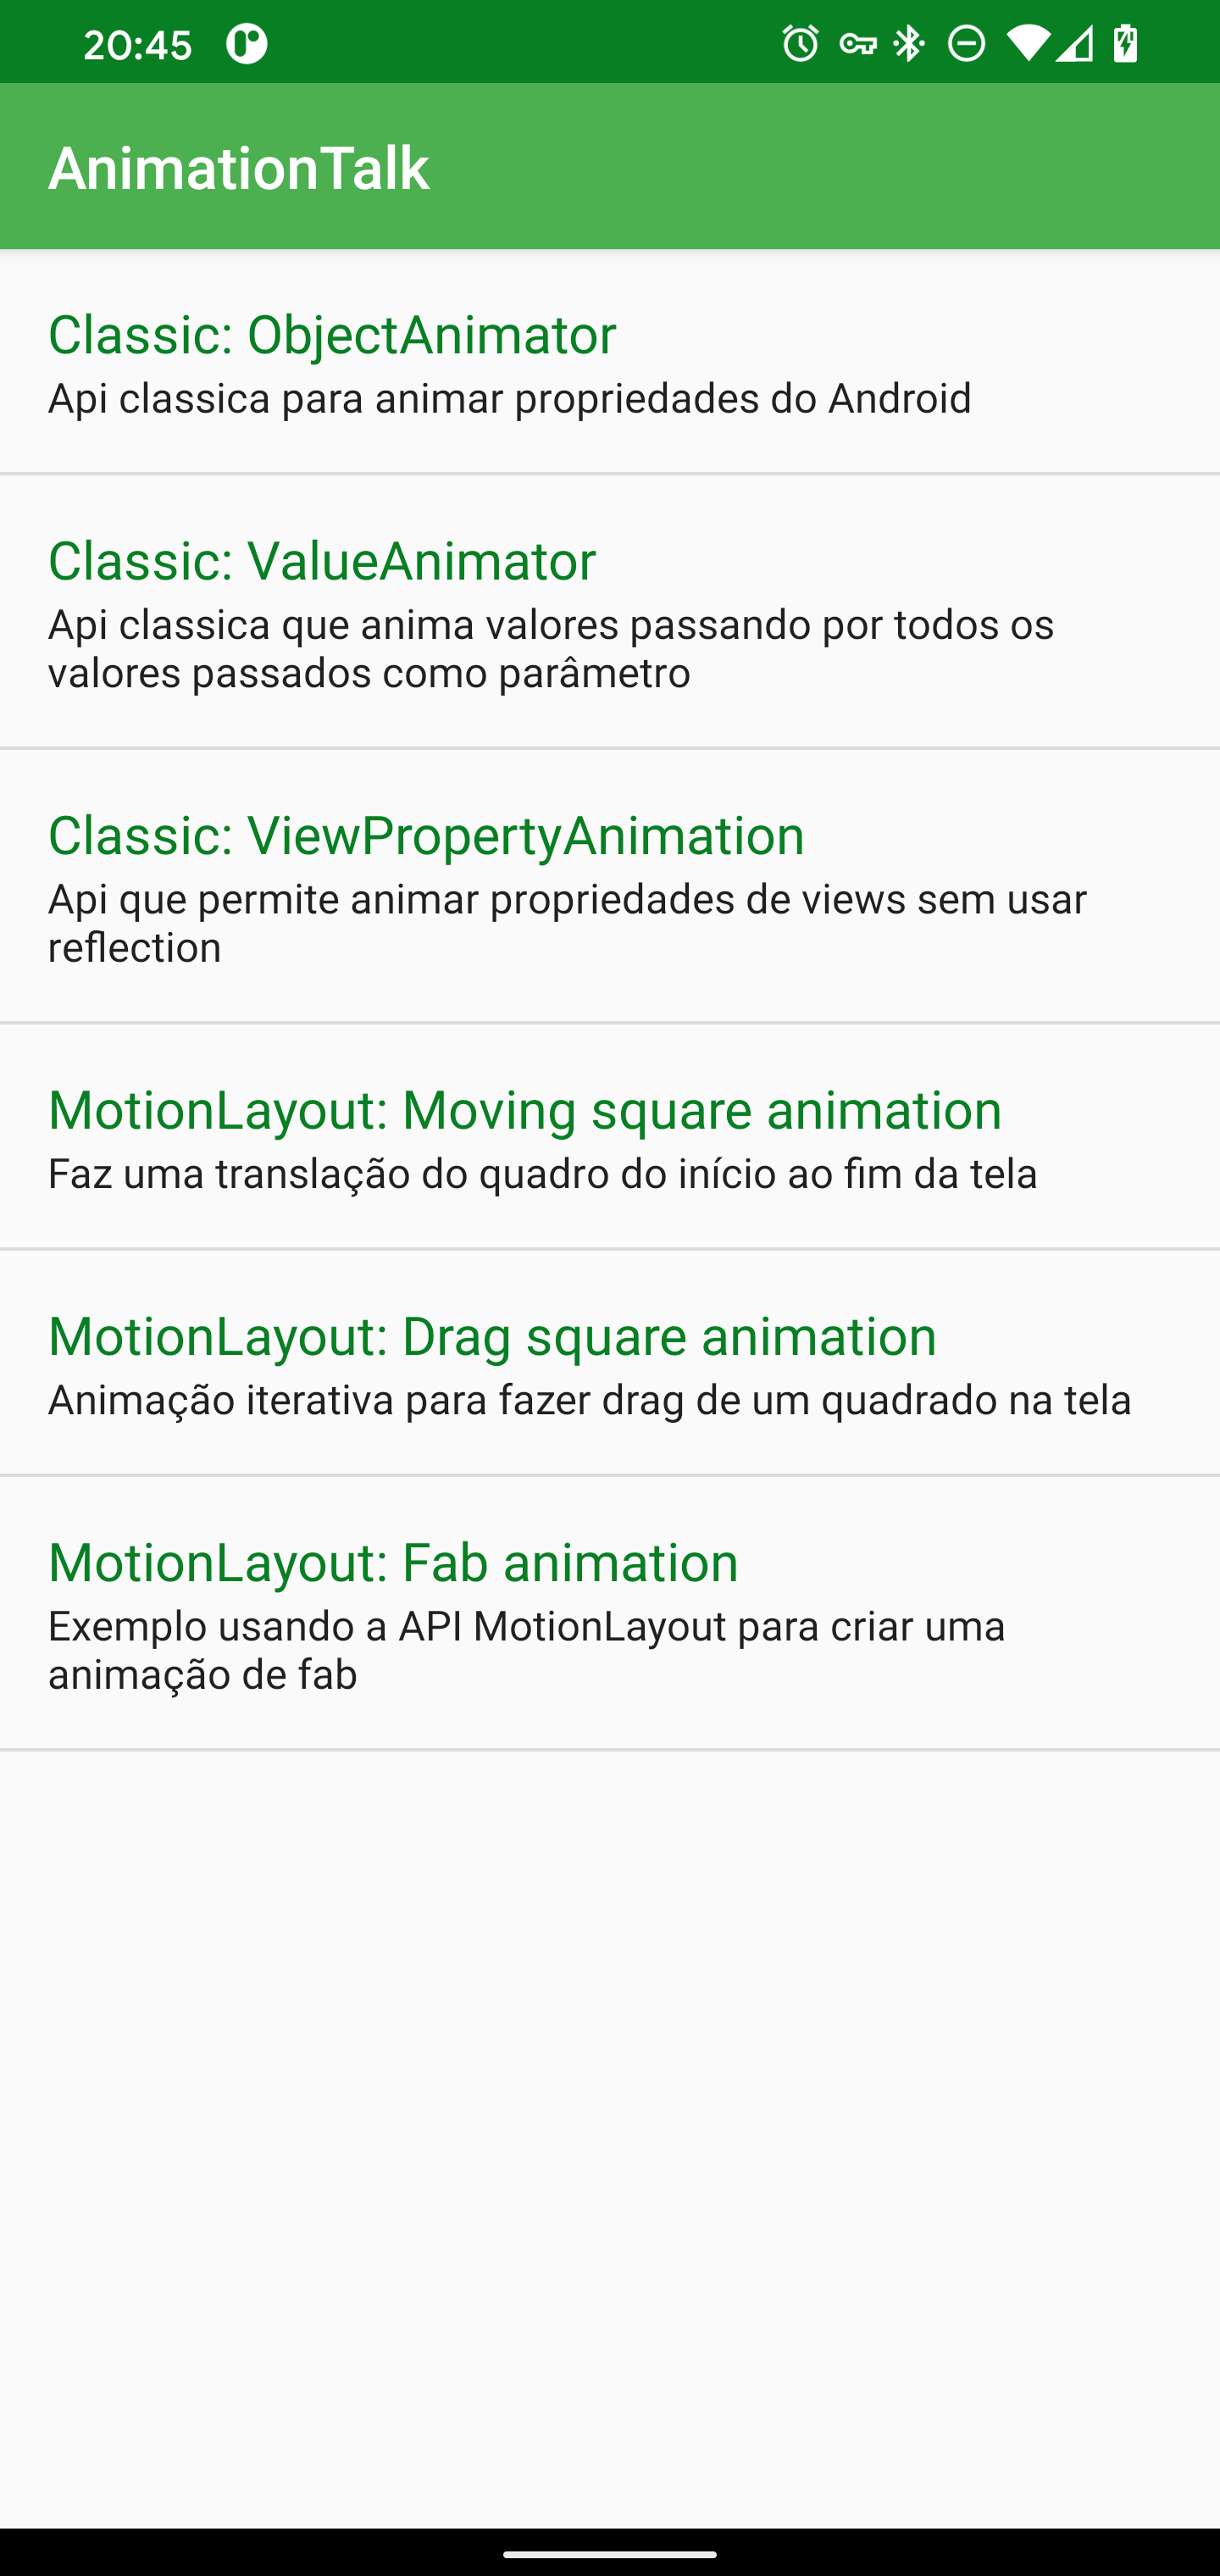 20:45
AnimationTalk
Classic: ObjectAnimator
Api classica para animar propriedades do Android
Classic: ValueAnimator
Api classica que anima valores passando por todos os
valores passados como parâmetro
Classic: ViewPropertyAnimation
Api que permite animar propriedades de views sem usar
reflection
MotionLayout: Moving square animation
Faz uma translação do quadro do início ao fim da tela
MotionLayout: Drag square animation
Animação iterativa para fazer drag de um quadrado na tela
MotionLayout: Fab animation
Exemplo usando a API MotionLayout para criar uma
animação de fab